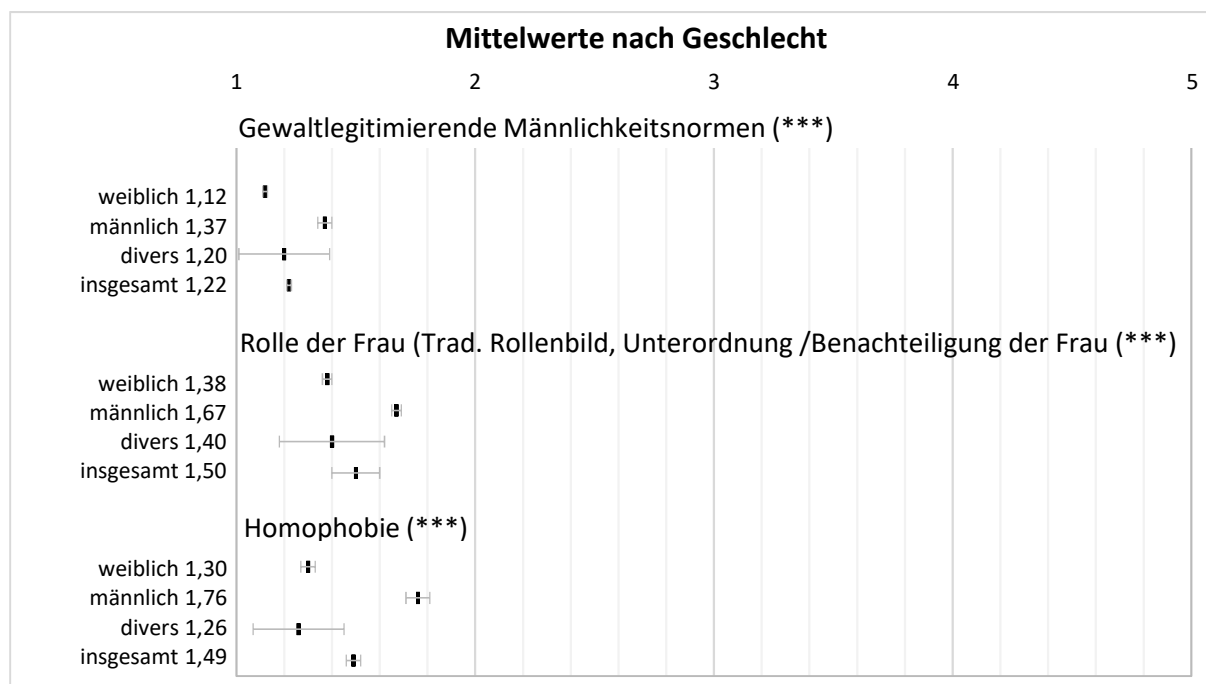 Mittelwerte nach Geschlecht
1 2 3 4 5
Gewaltlegitimierende Männlichkeitsnormen (***)
weiblich 1,12
männlich 1,37
divers 1,20
insgesamt 1,22
Rolle der Frau (Trad. Rollenbild, Unterordnung /Benachteiligung der Frau (***)
weiblich 1,38
männlich 1,67
divers 1,40
insgesamt 1,50
Homophobie (***)
weiblich 1,30
männlich 1,76
divers 1,26
insgesamt 1,49